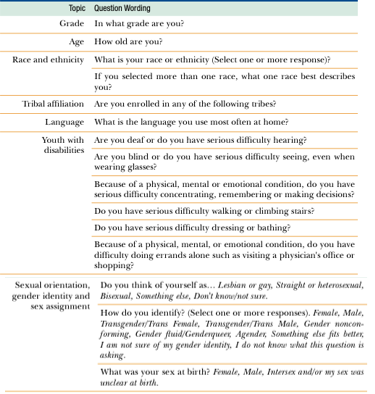 Topic Question Wording
Grade In what grade are you?
Age How old are you?
Race and ethnicity What is your race or ethnicity (Select one or more response)?
If you selected more than one race, what one race best describes
you?
Tribal affiliation Are you enrolled in any of the following tribes?
Language What is the language you use most often at home?
Youth with
disabilities
Are you deaf or do you have serious difficulty hearing?
Are you blind or do you have serious difficulty seeing, even when
wearing glasses?
Because of a physical, mental or emotional condition, do you have
serious difficulty concentrating, remembering or making decisions?
Do you have serious difficulty walking or climbing stairs?
Do you have serious difficulty dressing or bathing?
Because of a physical, mental, or emotional condition, do you have
difficulty doing errands alone such as visiting a physician's office or
shopping?
Sexual orientation,
gender identity and
sex assignment
Do you think of yourself as… Lesbian or gay, Straight or heterosexual,
Bisexual, Something else, Don't know/not sure.
How do you identify? (Select one or more responses). Female, Male,
Transgender/Trans Female, Transgender/Trans Male, Gender noncon-
forming, Gender fluid/Genderqueer, Agender, Something else fits better,
I am not sure of my gender identity, I do not know what this question is
asking.
What was your sex at birth? Female, Male, Intersex and/or my sex was
unclear at birth.